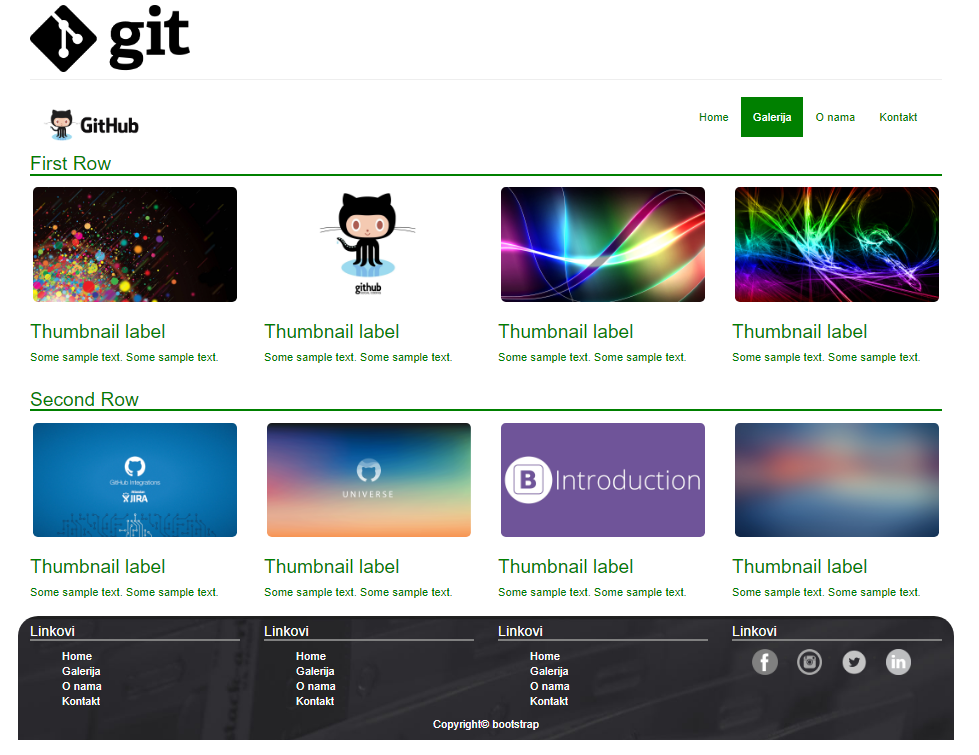 git
GitHub
Home Galerija O nama Kontakt
First Row
github
Thumbnail label Thumbnail label Thumbnail label Thumbnail label
Some sample text. Some sample text. Some sample text. Some sample text. Some sample text. Some sample text. Some sample text. Some sample text.
Second Row
GitHub Integrations
JIRA
UNIVERSE
B Introduction
Thumbnail label Thumbnail label Thumbnail label Thumbnail label
Some sample text. Some sample text. Some sample text. Some sample text. Some sample text. Some sample text. Some sample text. Some sample text.
Linkovi Linkovi Linkovi Linkovi
Home Home Home
Galerija Galerija Galerija
O nama O nama O nama
Kontakt Kontakt Kontakt
f in
Copyright© bootstrap